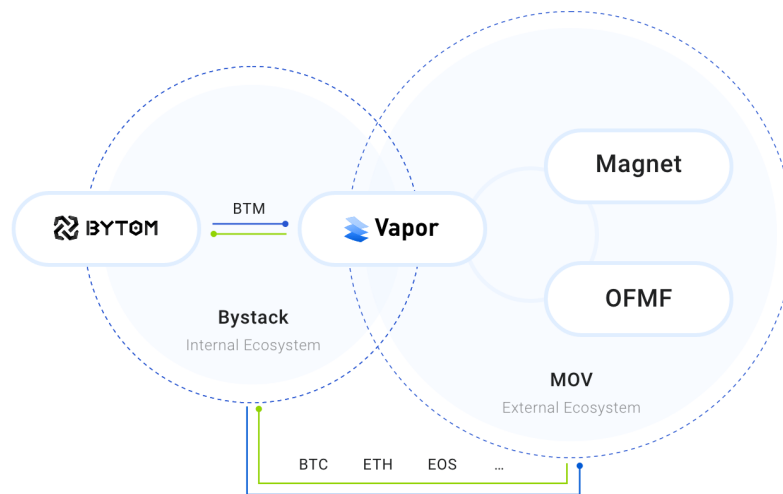 Magnet
BTM
BYTOM
Vapor
OFMF
Bystack
Internal Ecosystem
MOV
External Ecosystem
BTC ETH EOS ...